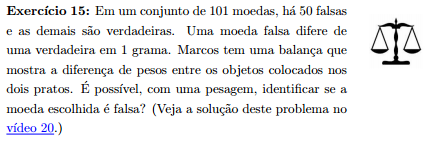 Exercício 15: Em um conjunto de 101 moedas, há 50 falsas
e as demais são verdadeiras. Uma moeda falsa difere de
uma verdadeira em 1 grama. Marcos tem uma balança que
mostra a diferença de pesos entre os objetos colocados nos
dois pratos. É possível, com uma pesagem, identificar se a
moeda escolhida é falsa? (Veja a solução deste problema no
vídeo 20.)